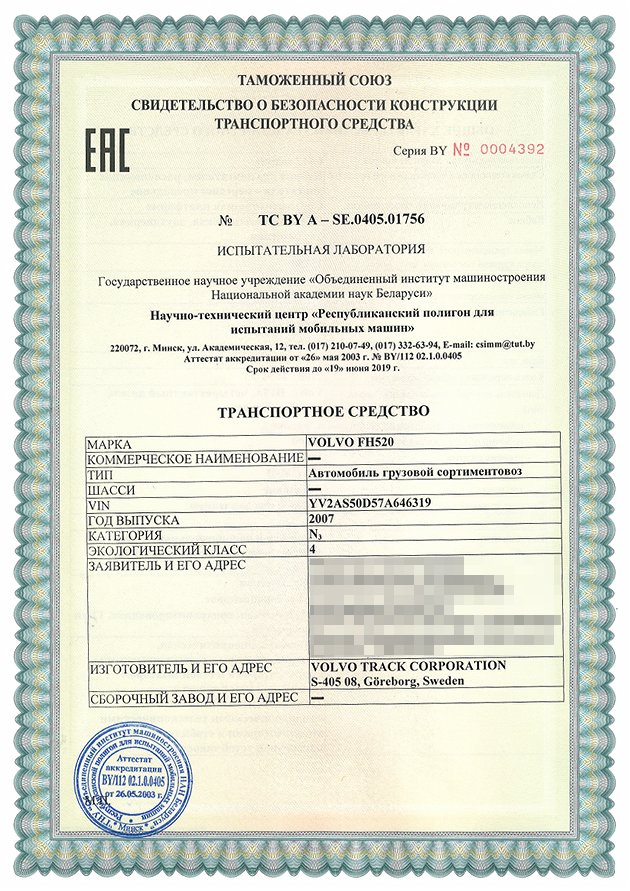 ТАМОЖЕННЫЙ СОЮЗ
СВИДЕТЕЛЬСТВО О БЕЗОПАСНОСТИ КОНСТРУКЦИИ
ТРАНСПОРТНОГО СРЕДСТВА
ЕАС
Серия BY № 0004392
№ ТС BY А – SE.0405.01756
ИСПЫТАТЕЛЬНАЯ ЛАБОРАТОРИЯ
Государственное научное учреждение «Объединенный институт машиностроения
Национальной академии наук Беларуси»
Научно-технический центр «Республиканский полигон для
испытаний мобильных машин»
220072, г. Минск, ул. Академическая, 12, тел. (017) 210-07-49, (017) 332-63-94, E-mail: csimm@tut.by
Аттестат аккредитации от «26» мая 2003 г. № BY/112 02.1.0.0405
Срок действия до «19» июня 2019 г.
ТРАНСПОРТНОЕ СРЕДСТВО
МАРКА VOLVO FH520
КОММЕРЧЕСКОЕ НАИМЕНОВАНИЕ —
ТИП Автомобиль грузовой сортиментовоз
ШАССИ —
VIN YV2AS50D57A646319
ГОД ВЫПУСКА 2007
КАТЕГОРИЯ N₃
ЭКОЛОГИЧЕСКИЙ КЛАСС 4
ЗАЯВИТЕЛЬ И ЕГО АДРЕС
ИЗГОТОВИТЕЛЬ И ЕГО АДРЕС VOLVO TRACK CORPORATION
S-405 08, Göreborg, Sweden
СБОРОЧНЫЙ ЗАВОД И ЕГО АДРЕС —
Аттестат
аккредитации
BY/112 02.1.0.0405
от 26.05.2003 г.
М.П.
* Минск *